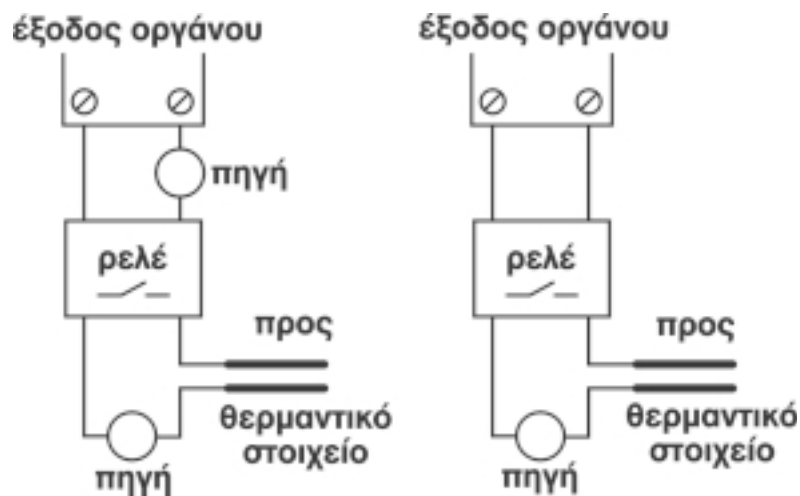 έξοδος οργάνου
πηγή
ρελέ
προς
θερμαντικό
στοιχείο
πηγή
έξοδος οργάνου
ρελέ
προς
θερμαντικό
στοιχείο
πηγή